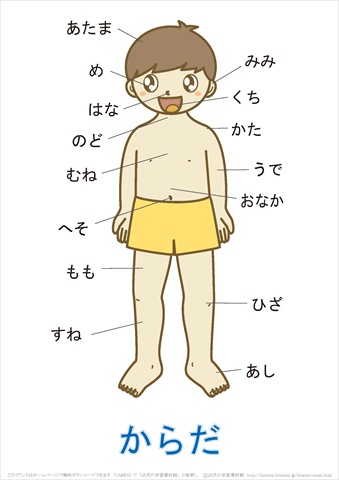 あたま
みみ
め
くち
はな
かた
のど
うで
むね
おなか
へそ
もも
ひざ
すね
あし
からだ